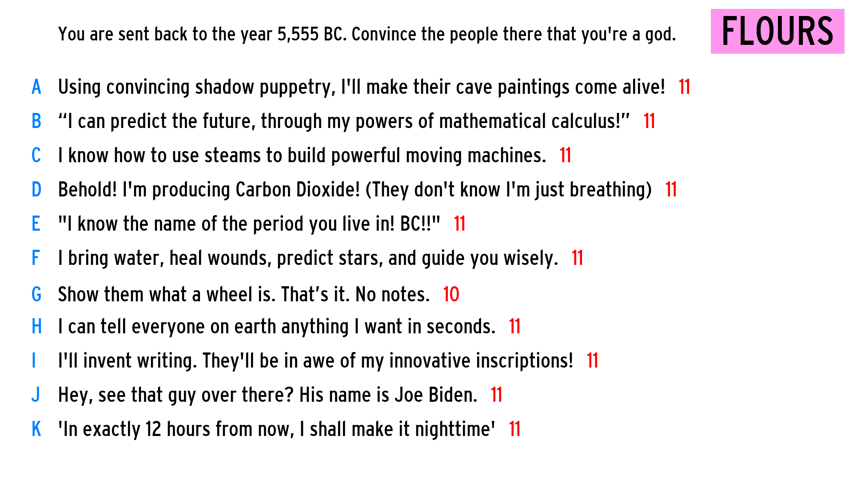 You are sent back to the year 5,555 BC. Convince the people there that you're a god.
FLOURS
A Using convincing shadow puppetry, I'll make their cave paintings come alive! 11
B “I can predict the future, through my powers of mathematical calculus!” 11
C I know how to use steams to build powerful moving machines. 11
D Behold! I'm producing Carbon Dioxide! (They don't know I'm just breathing) 11
E "I know the name of the period you live in! BC!!" 11
F I bring water, heal wounds, predict stars, and guide you wisely. 11
G Show them what a wheel is. That’s it. No notes. 10
H I can tell everyone on earth anything I want in seconds. 11
I I'll invent writing. They'll be in awe of my innovative inscriptions! 11
J Hey, see that guy over there? His name is Joe Biden. 11
K 'In exactly 12 hours from now, I shall make it nighttime' 11